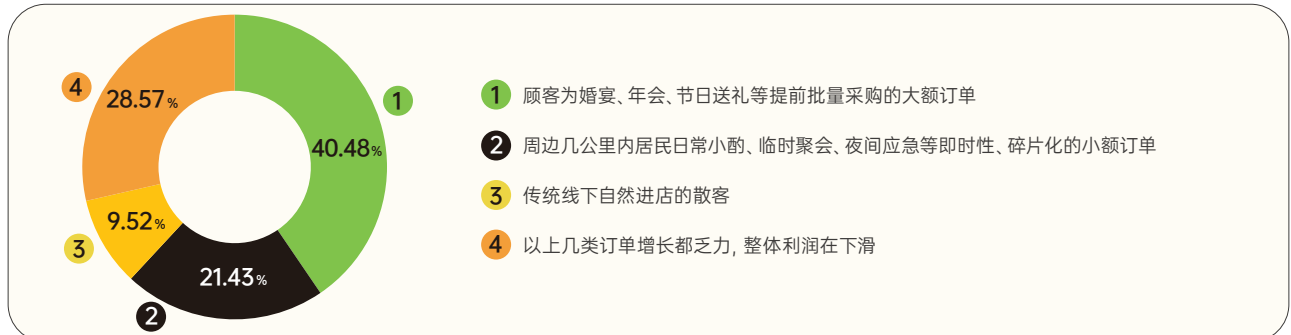 4
28.57%
1
40.48%
9.52%
3
21.43%
2
1 顾客为婚宴、年会、节日送礼等提前批量采购的大额订单
2 周边几公里内居民日常小酌、临时聚会、夜间应急等即时性、碎片化的小额订单
3 传统线下自然进店的散客
4 以上几类订单增长都乏力, 整体利润在下滑